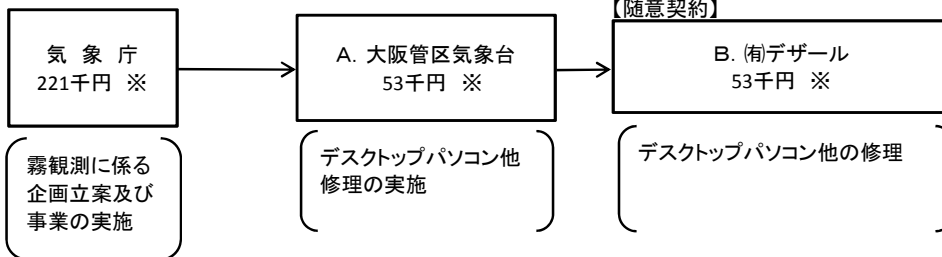 【随意契約】
気 象 庁
221千円 ※
A. 大阪管区気象台
53千円 ※
B. ㈲デザール
53千円 ※
霧観測に係る
企画立案及び
事業の実施
デスクトップパソコン他
修理の実施
デスクトップパソコン他の修理